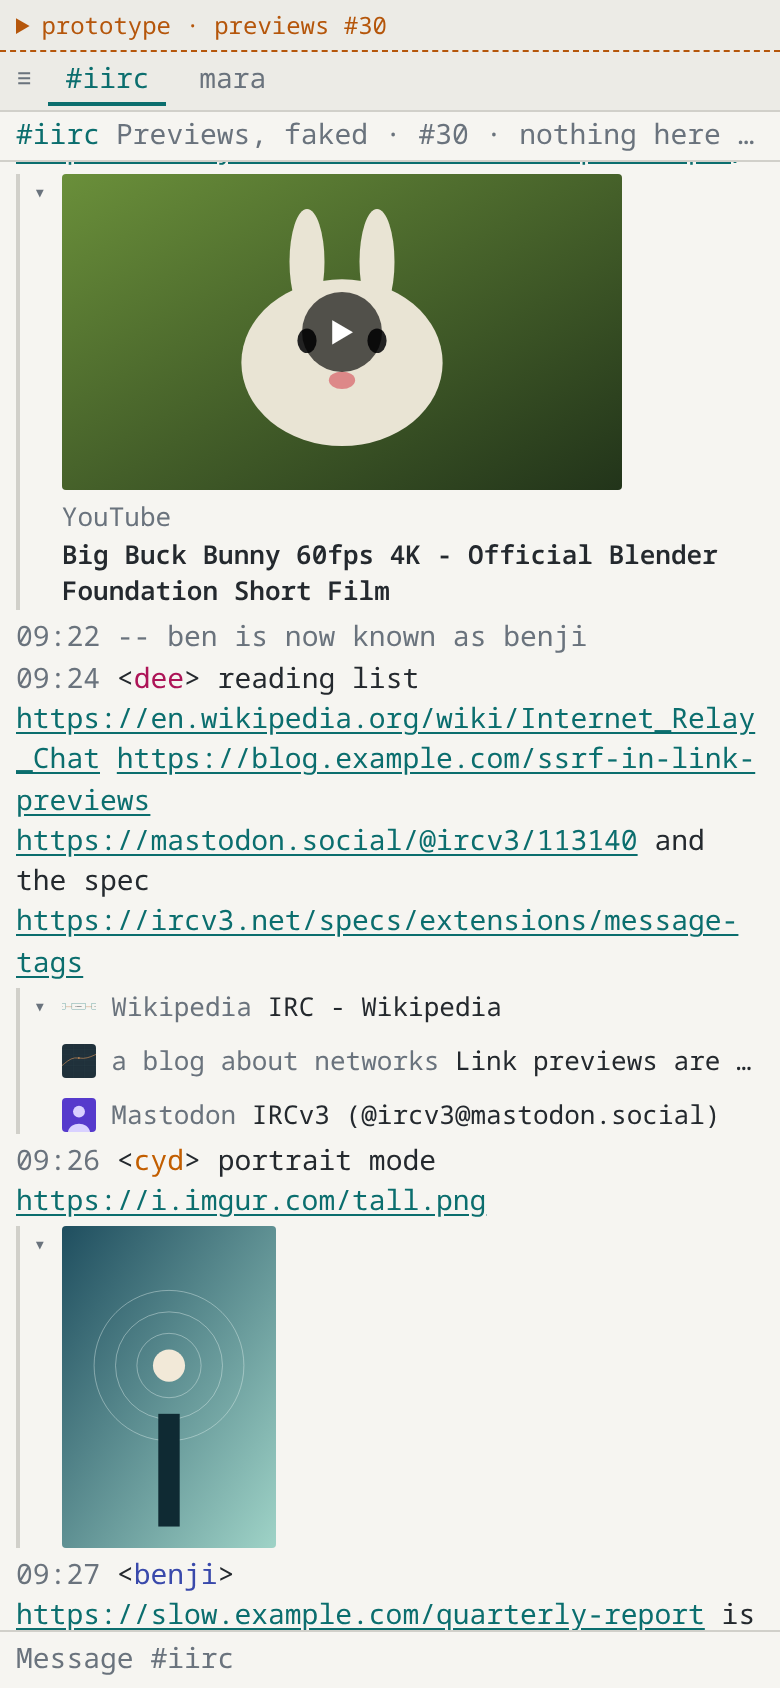 ▶ prototype · previews #30
≡ #iirc mara
#iirc Previews, faked · #30 · nothing here …
YouTube
Big Buck Bunny 60fps 4K - Official Blender
Foundation Short Film
09:22 -- ben is now known as benji
09:24 <dee> reading list
https://en.wikipedia.org/wiki/Internet_Relay
_Chat https://blog.example.com/ssrf-in-link-
previews
https://mastodon.social/@ircv3/113140 and
the spec
https://ircv3.net/specs/extensions/message-
tags
Wikipedia IRC - Wikipedia
a blog about networks Link previews are …
Mastodon IRCv3 (@ircv3@mastodon.social)
09:26 <cyd> portrait mode
https://i.imgur.com/tall.png
09:27 <benji>
https://slow.example.com/quarterly-report is
Message #iirc